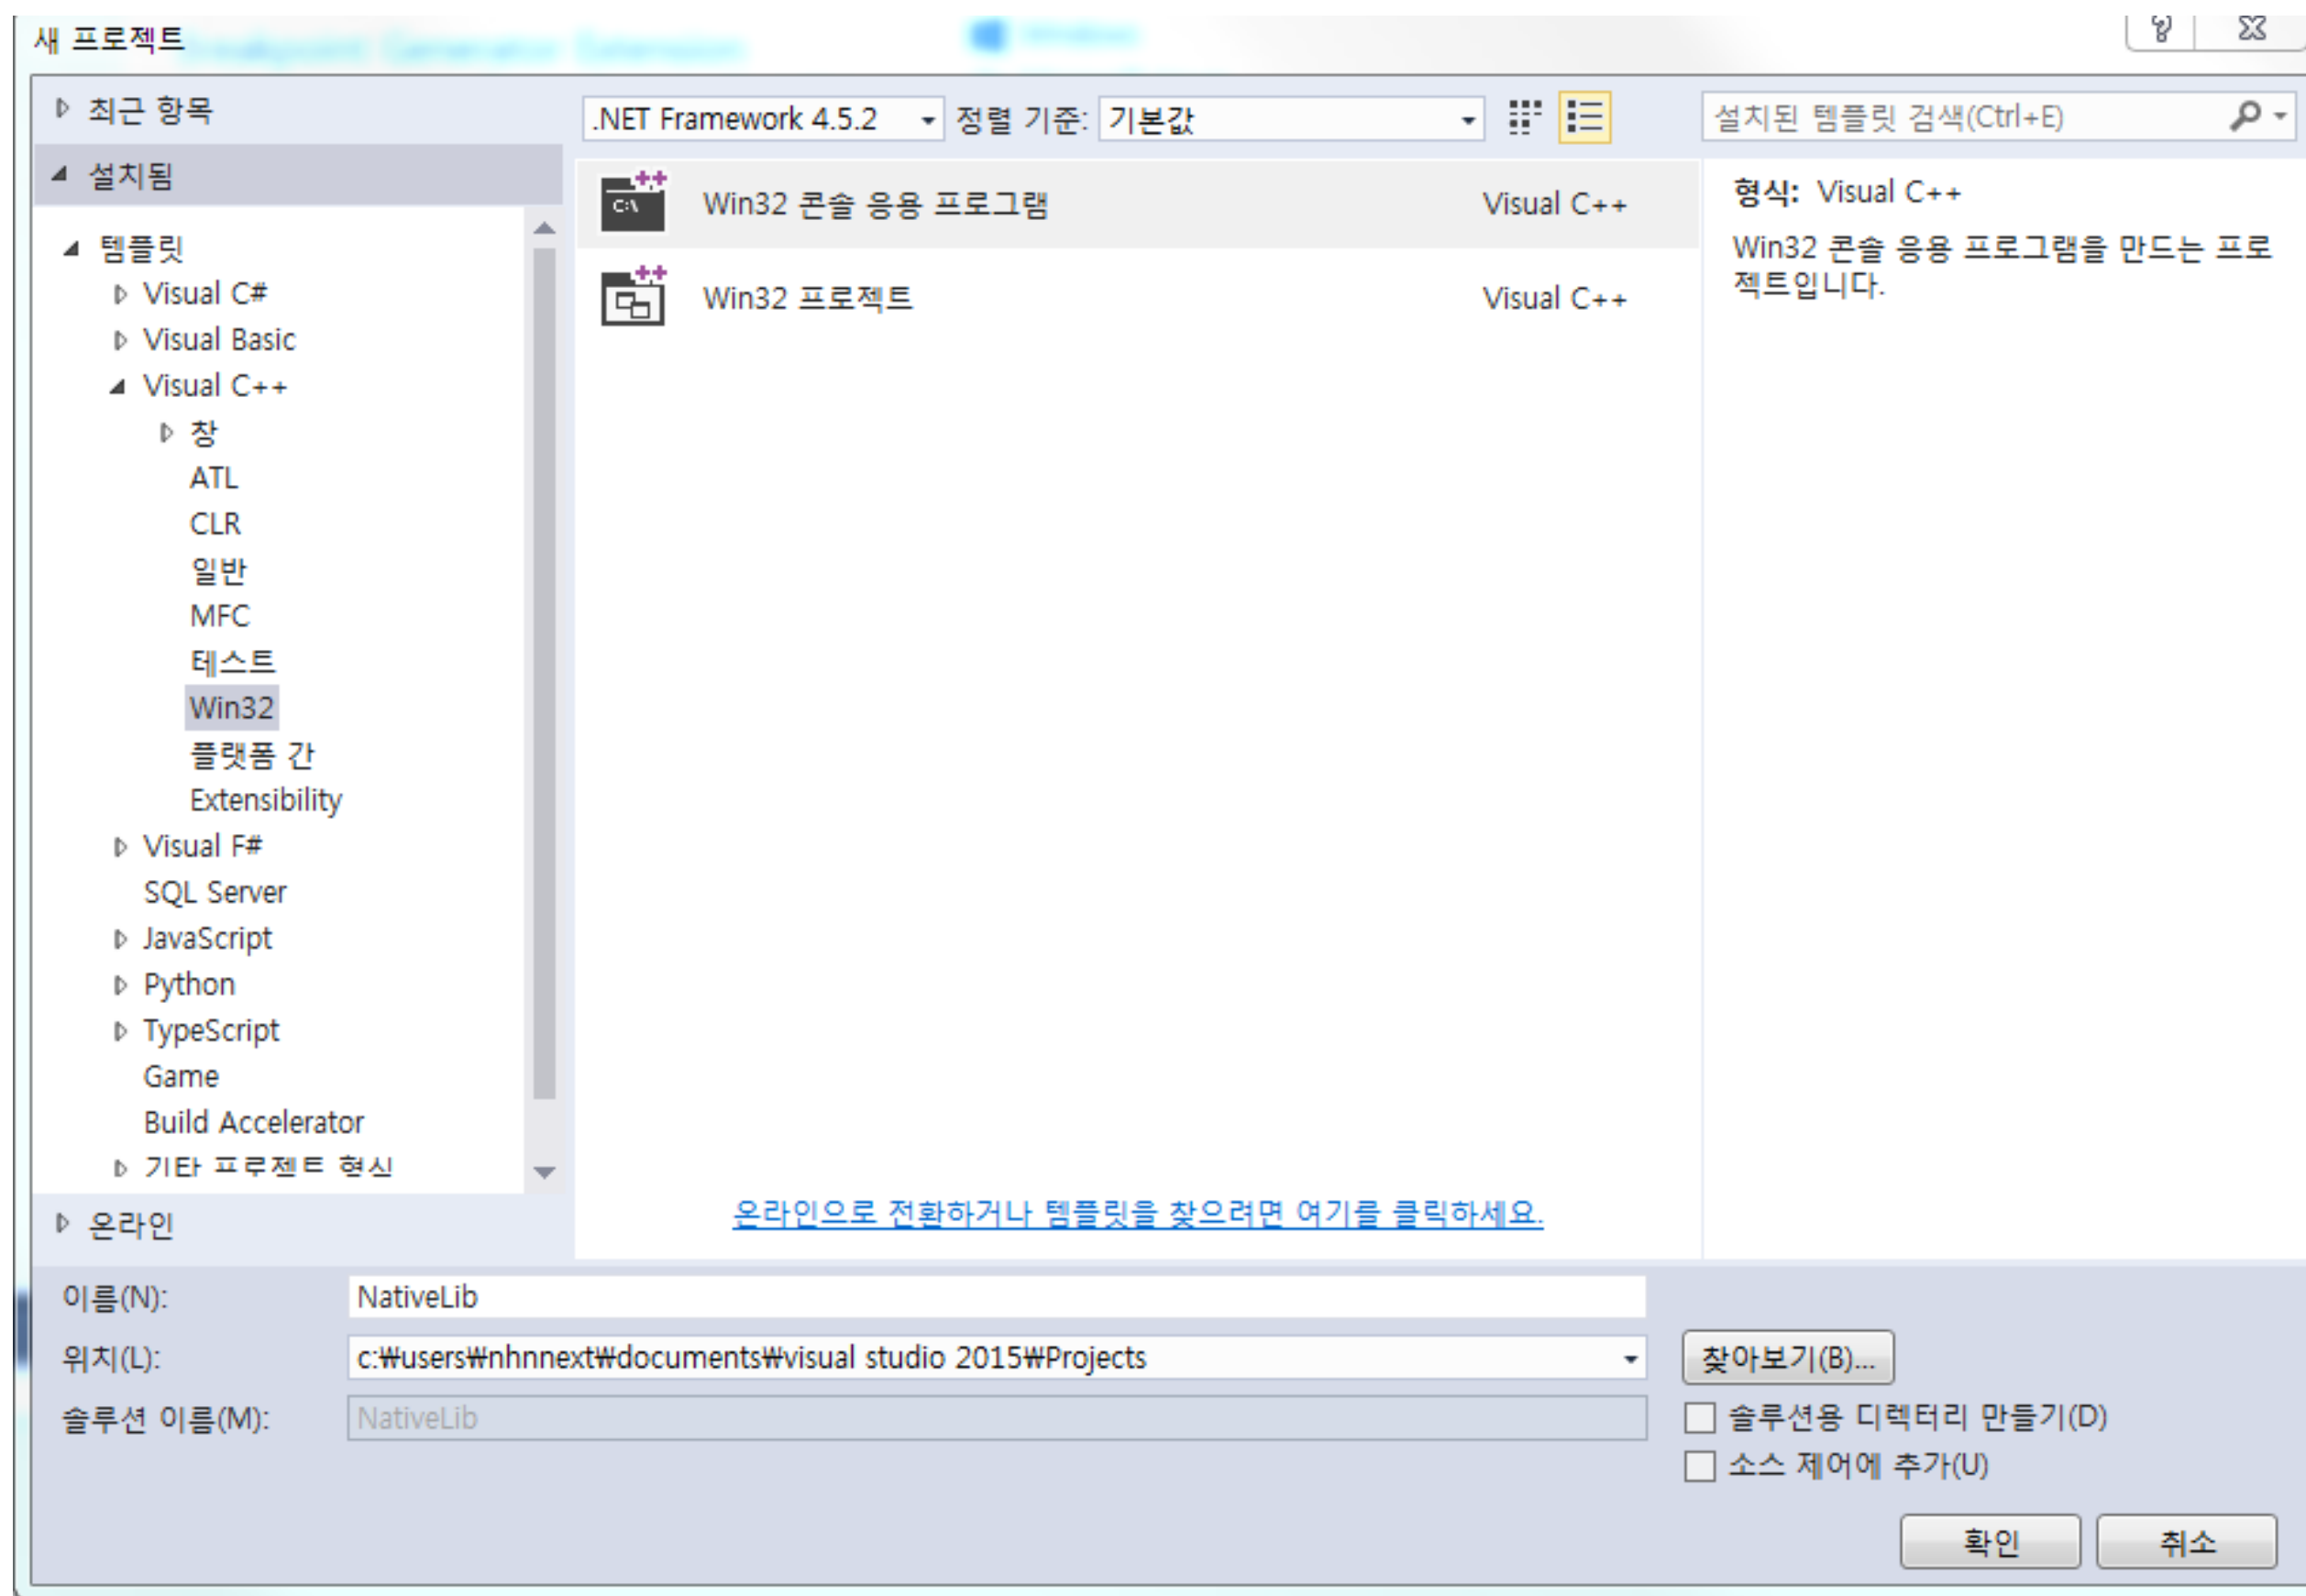 새 프로젝트
최근 항목
.NET Framework 4.5.2 정렬 기준: 기본값
설치된 템플릿 검색(Ctrl+E)
설치됨
템플릿
Visual C#
Visual Basic
Visual C++
창
ATL
CLR
일반
MFC
테스트
Win32
플랫폼 간
Extensibility
Visual F#
SQL Server
JavaScript
Python
TypeScript
Game
Build Accelerator
기타 프로젝트 형식
온라인
Win32 콘솔 응용 프로그램 Visual C++
Win32 프로젝트 Visual C++
온라인으로 전환하거나 템플릿을 찾으려면 여기를 클릭하세요.
형식: Visual C++
Win32 콘솔 응용 프로그램을 만드는 프로
젝트입니다.
이름(N): NativeLib
위치(L): c:₩users₩nhnnext₩documents₩visual studio 2015₩Projects 찾아보기(B)...
솔루션 이름(M): NativeLib
솔루션용 디렉터리 만들기(D)
소스 제어에 추가(U)
확인 취소